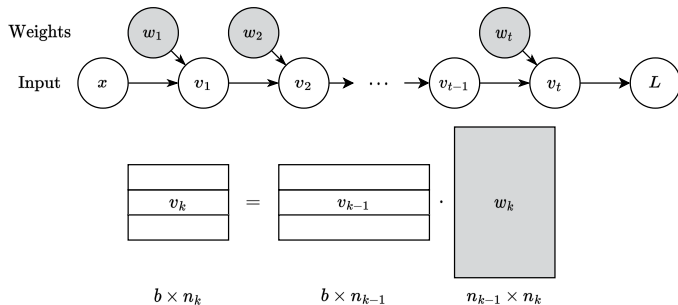 Weights w₁ w₂ wₜ
Input x v₁ v₂ ⋯ vₜ₋₁ vₜ L
vₖ = vₖ₋₁ · wₖ
b × nₖ b × nₖ₋₁ nₖ₋₁ × nₖ